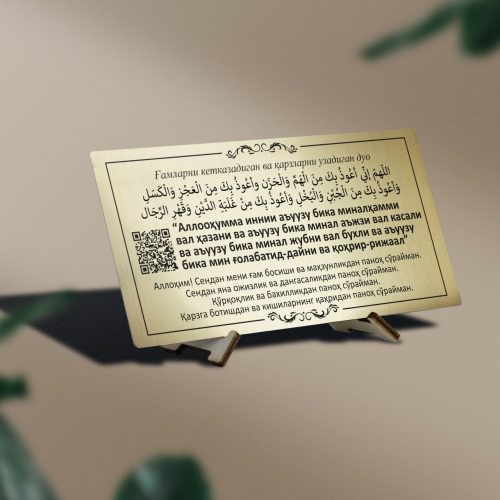 Ғамларни кетказадиган ва қарзларни узадиган дуо
اللَّهُمَّ إِنِّي أَعُوذُ بِكَ مِنَ الْهَمِّ وَالْحَزَنِ وَأَعُوذُ بِكَ مِنَ الْعَجْزِ وَالْكَسَلِ
وَأَعُوذُ بِكَ مِنَ الْجُبْنِ وَالْبُخْلِ وَأَعُوذُ بِكَ مِنْ غَلَبَةِ الدَّيْنِ وَقَهْرِ الرِّجَالِ
“Аллооҳумма иннии аъуузу бика миналҳамми
вал ҳазани ва аъуузу бика минал аъжзи вал касали
ва аъуузу бика минал жубни вал бухли ва аъуузу
бика мин ғолабатид-дайни ва қоҳрир-рижаал”
Аллоҳим! Сендан мени ғам босиши ва маҳзунликдан паноҳ сўрайман.
Сендан яна ожизлик ва дангасаликдан паноҳ сўрайман.
Қўрқоқлик ва бахилликдан паноҳ сўрайман.
Қарзга ботишдан ва кишиларнинг қаҳридан паноҳ сўрайман.